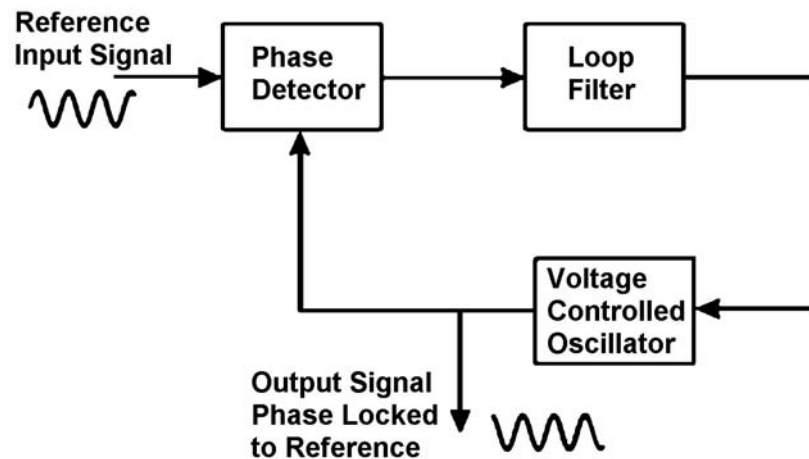 Reference
Input Signal
Phase
Detector
Loop
Filter
Voltage
Controlled
Oscillator
Output Signal
Phase Locked
to Reference